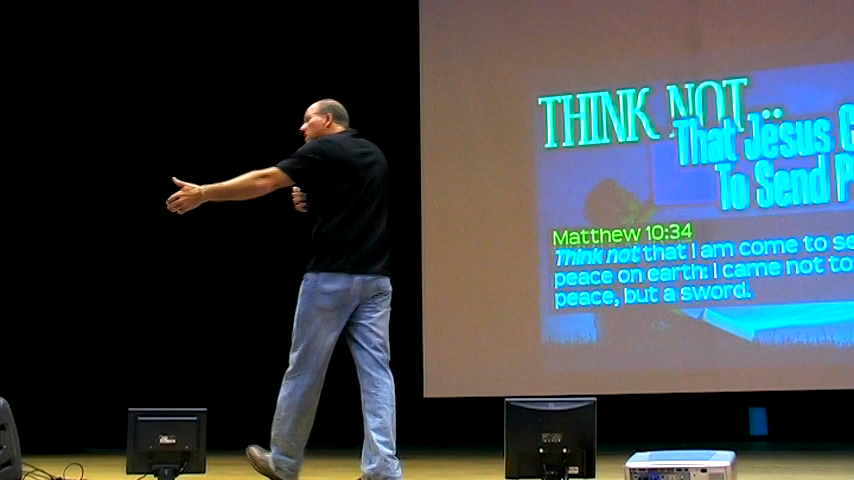 THINK NOT...
That Jesus C
To Send P
Matthew 10:34
Think not that I am come to se
peace on earth: I came not to
peace, but a sword.